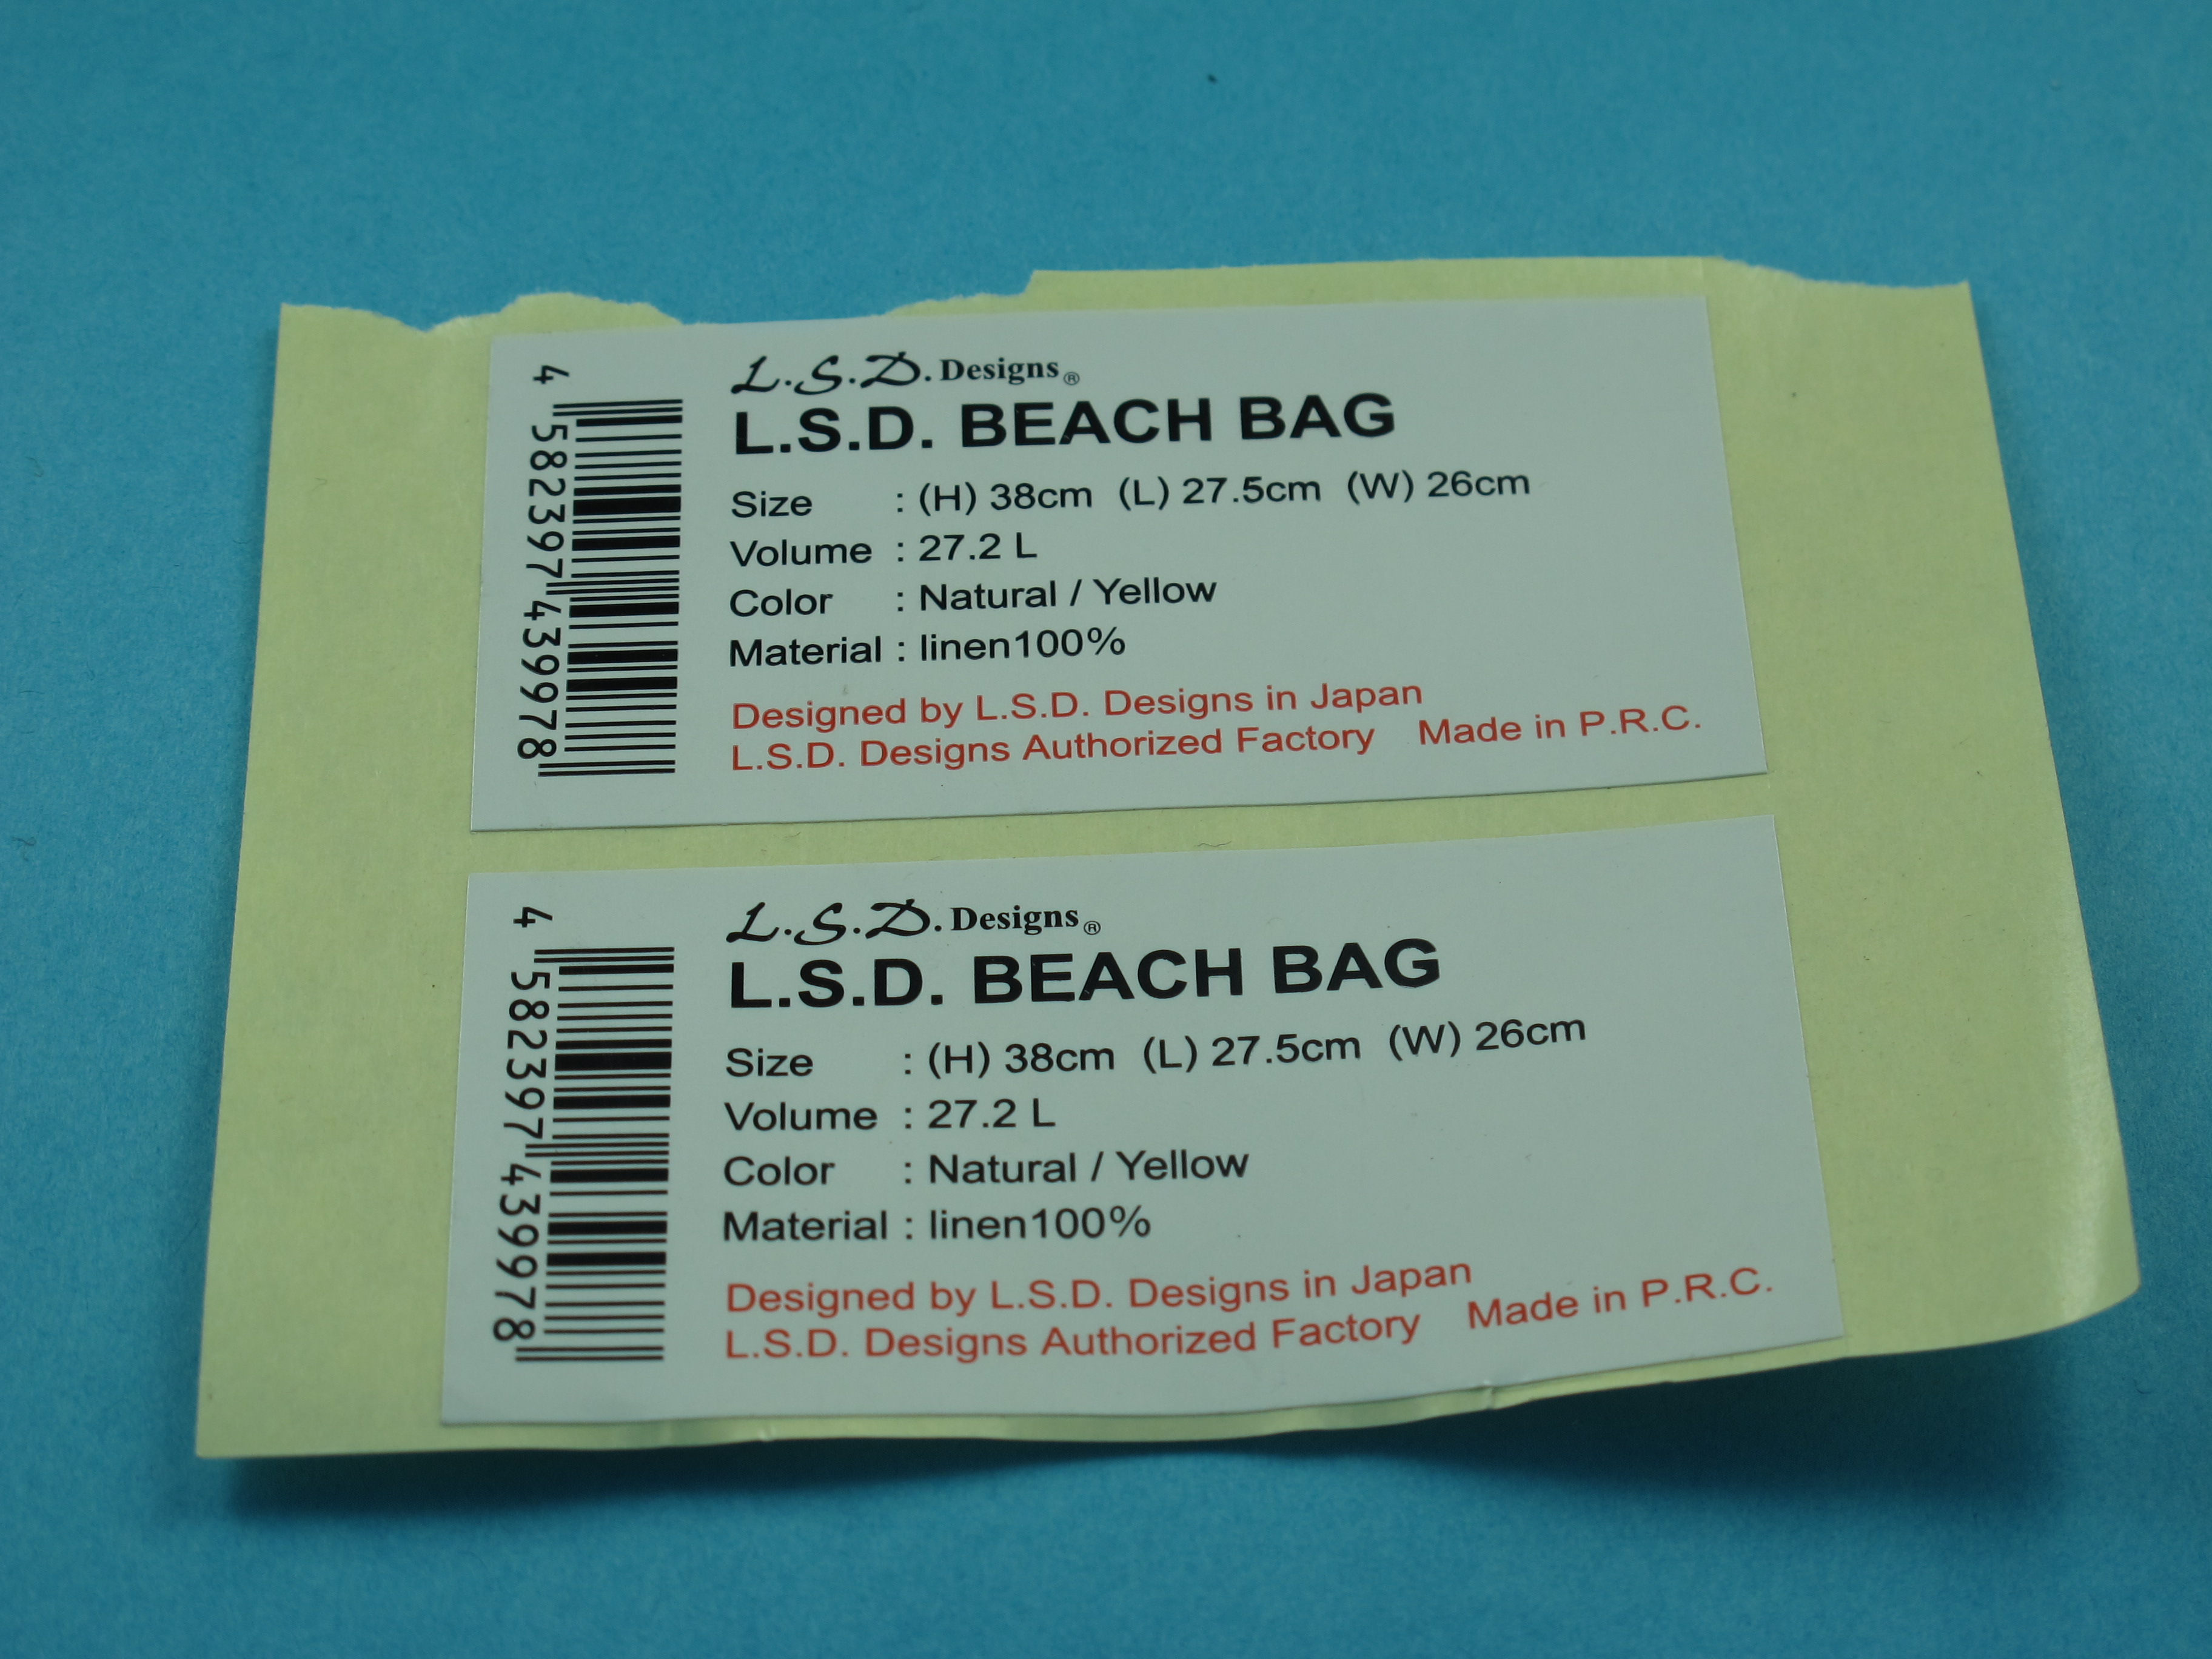 4 582397 439978
L.S.D. Designs®
L.S.D. BEACH BAG
Size : (H) 38cm (L) 27.5cm (W) 26cm
Volume : 27.2 L
Color : Natural / Yellow
Material : linen100%
Designed by L.S.D. Designs in Japan
L.S.D. Designs Authorized Factory Made in P.R.C.
4 582397 439978
L.S.D. Designs®
L.S.D. BEACH BAG
Size : (H) 38cm (L) 27.5cm (W) 26cm
Volume : 27.2 L
Color : Natural / Yellow
Material : linen100%
Designed by L.S.D. Designs in Japan
L.S.D. Designs Authorized Factory Made in P.R.C.